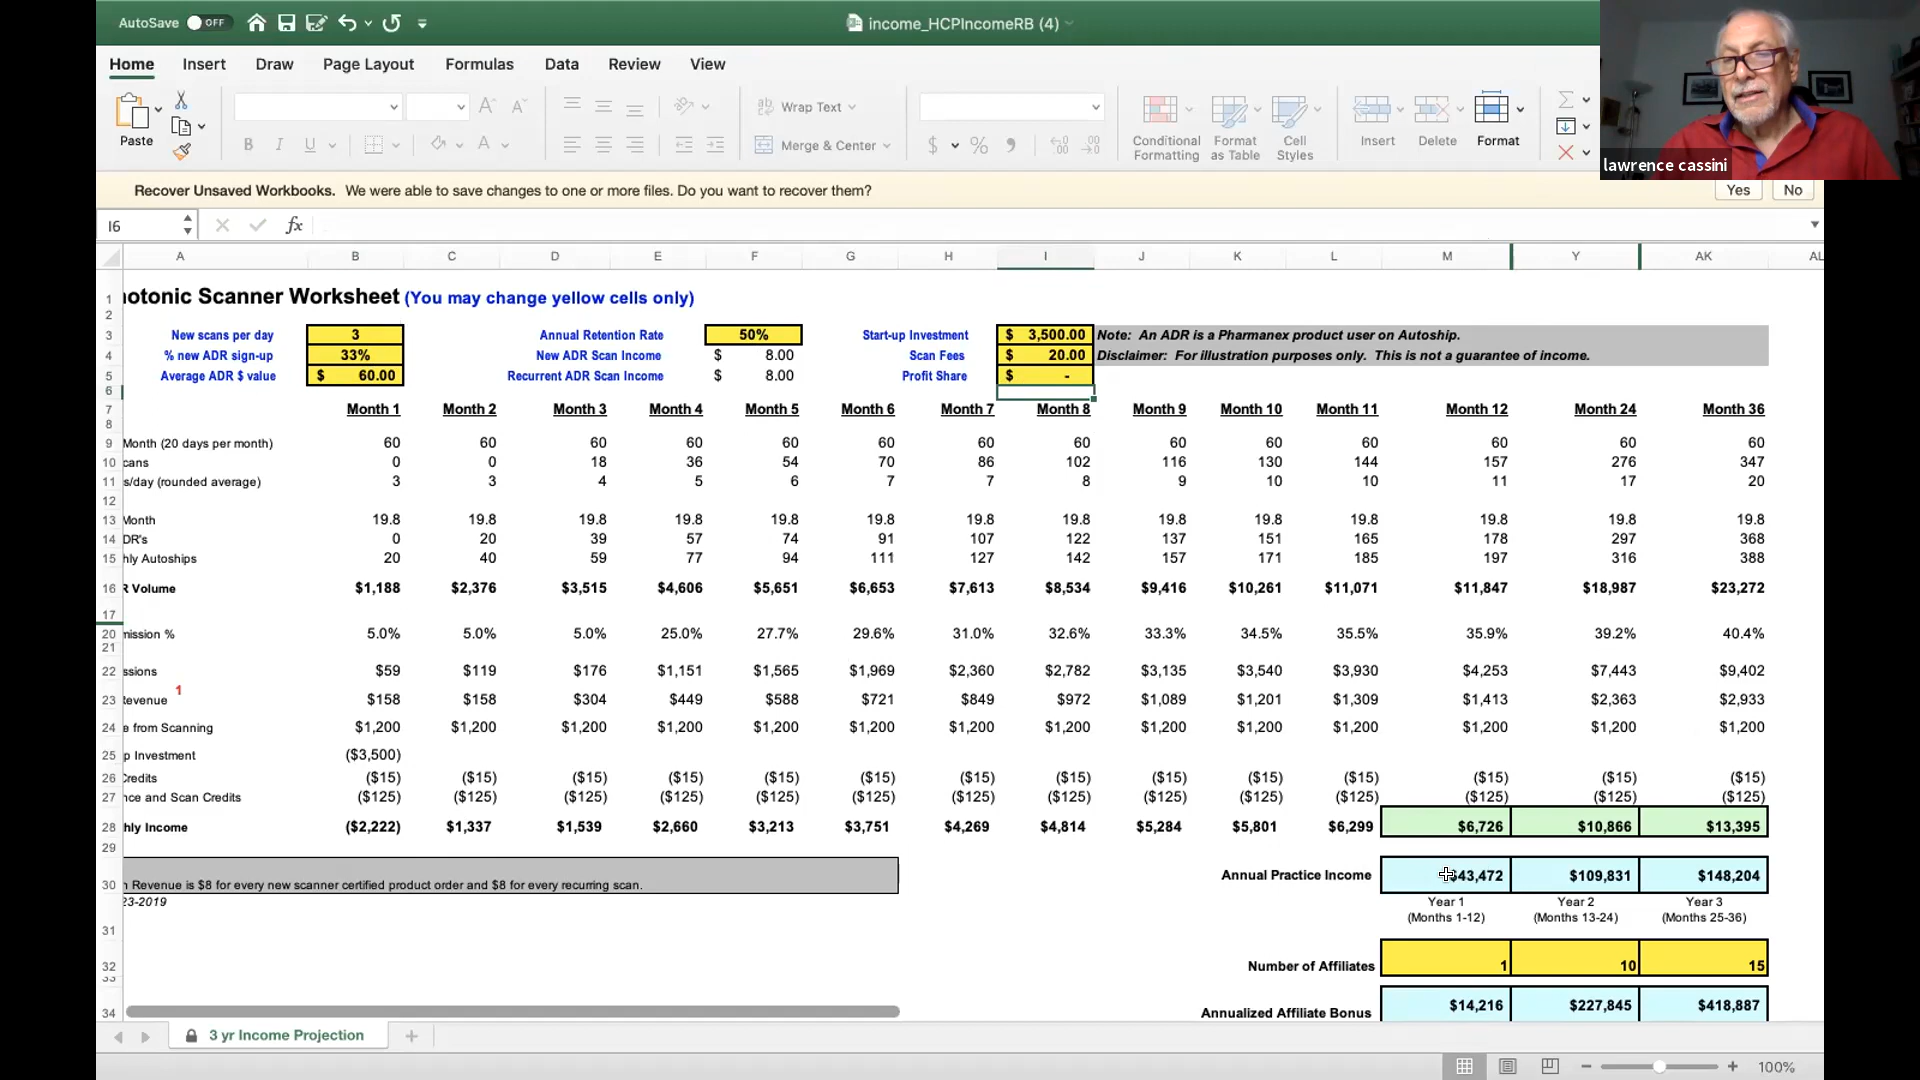 AutoSave OFF income_HCPIncomeRB (4)
Home Insert Draw Page Layout Formulas Data Review View
Paste
B I U A
Wrap Text
Merge & Center
$ % 9
Conditional Formatting
Format as Table
Cell Styles
Insert Delete Format
lawrence cassini
Recover Unsaved Workbooks. We were able to save changes to one or more files. Do you want to recover them? Yes No
I6 fx
A B C D E F G H I J K L M Y AK AL
1 otonic Scanner Worksheet (You may change yellow cells only)
2
3 New scans per day 3 Annual Retention Rate 50% Start-up Investment $ 3,500.00 Note: An ADR is a Pharmanex product user on Autoship.
4 % new ADR sign-up 33% New ADR Scan Income $ 8.00 Scan Fees $ 20.00 Disclaimer: For illustration purposes only. This is not a guarantee of income.
5 Average ADR $ value $ 60.00 Recurrent ADR Scan Income $ 8.00 Profit Share $ -
6
7 Month 1 Month 2 Month 3 Month 4 Month 5 Month 6 Month 7 Month 8 Month 9 Month 10 Month 11 Month 12 Month 24 Month 36
8
9 Month (20 days per month) 60 60 60 60 60 60 60 60 60 60 60 60 60 60
10 cans 0 0 18 36 54 70 86 102 116 130 144 157 276 347
11 s/day (rounded average) 3 3 4 5 6 7 7 8 9 10 10 11 17 20
12
13 Month 19.8 19.8 19.8 19.8 19.8 19.8 19.8 19.8 19.8 19.8 19.8 19.8 19.8 19.8
14 DR's 0 20 39 57 74 91 107 122 137 151 165 178 297 368
15 hly Autoships 20 40 59 77 94 111 127 142 157 171 185 197 316 388
16 R Volume $1,188 $2,376 $3,515 $4,606 $5,651 $6,653 $7,613 $8,534 $9,416 $10,261 $11,071 $11,847 $18,987 $23,272
17
20 mission % 5.0% 5.0% 5.0% 25.0% 27.7% 29.6% 31.0% 32.6% 33.3% 34.5% 35.5% 35.9% 39.2% 40.4%
21
22 ssions $59 $119 $176 $1,151 $1,565 $1,969 $2,360 $2,782 $3,135 $3,540 $3,930 $4,253 $7,443 $9,402
23 Revenue 1 $158 $158 $304 $449 $588 $721 $849 $972 $1,089 $1,201 $1,309 $1,413 $2,363 $2,933
24 e from Scanning $1,200 $1,200 $1,200 $1,200 $1,200 $1,200 $1,200 $1,200 $1,200 $1,200 $1,200 $1,200 $1,200 $1,200
25 p Investment ($3,500)
26 Credits ($15) ($15) ($15) ($15) ($15) ($15) ($15) ($15) ($15) ($15) ($15) ($15) ($15) ($15)
27 nce and Scan Credits ($125) ($125) ($125) ($125) ($125) ($125) ($125) ($125) ($125) ($125) ($125) ($125) ($125) ($125)
28 hly Income ($2,222) $1,337 $1,539 $2,660 $3,213 $3,751 $4,269 $4,814 $5,284 $5,801 $6,299 $6,726 $10,866 $13,395
29
30 n Revenue is $8 for every new scanner certified product order and $8 for every recurring scan. Annual Practice Income $43,472 $109,831 $148,204
23-2019 Year 1 Year 2 Year 3
31 (Months 1-12) (Months 13-24) (Months 25-36)
32 Number of Affiliates 1 10 15
33
34 Annualized Affiliate Bonus $14,216 $227,845 $418,887
3 yr Income Projection
100%